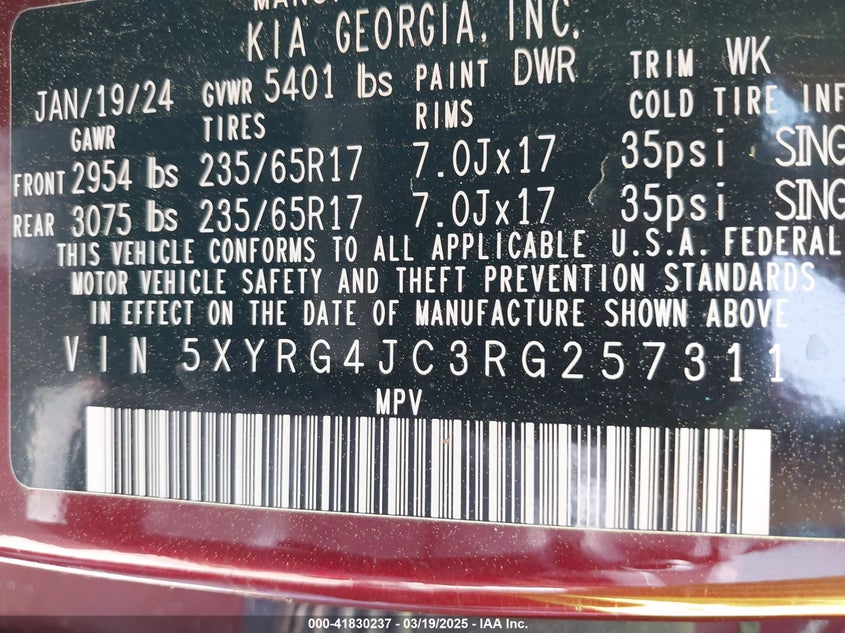 KIA GEORGIA, INC.
JAN/19/24 GVWR 5401 lbs PAINT DWR TRIM WK
GAWR TIRES RIMS COLD TIRE INF
FRONT 2954 lbs 235/65R17 7.0Jx17 35psi SING
REAR 3075 lbs 235/65R17 7.0Jx17 35psi SING
THIS VEHICLE CONFORMS TO ALL APPLICABLE U.S.A. FEDERAL
MOTOR VEHICLE SAFETY AND THEFT PREVENTION STANDARDS
IN EFFECT ON THE DATE OF MANUFACTURE SHOWN ABOVE
VIN 5XYRG4JC3RG257311
MPV
000-41830237 - 03/19/2025 - IAA, Inc.